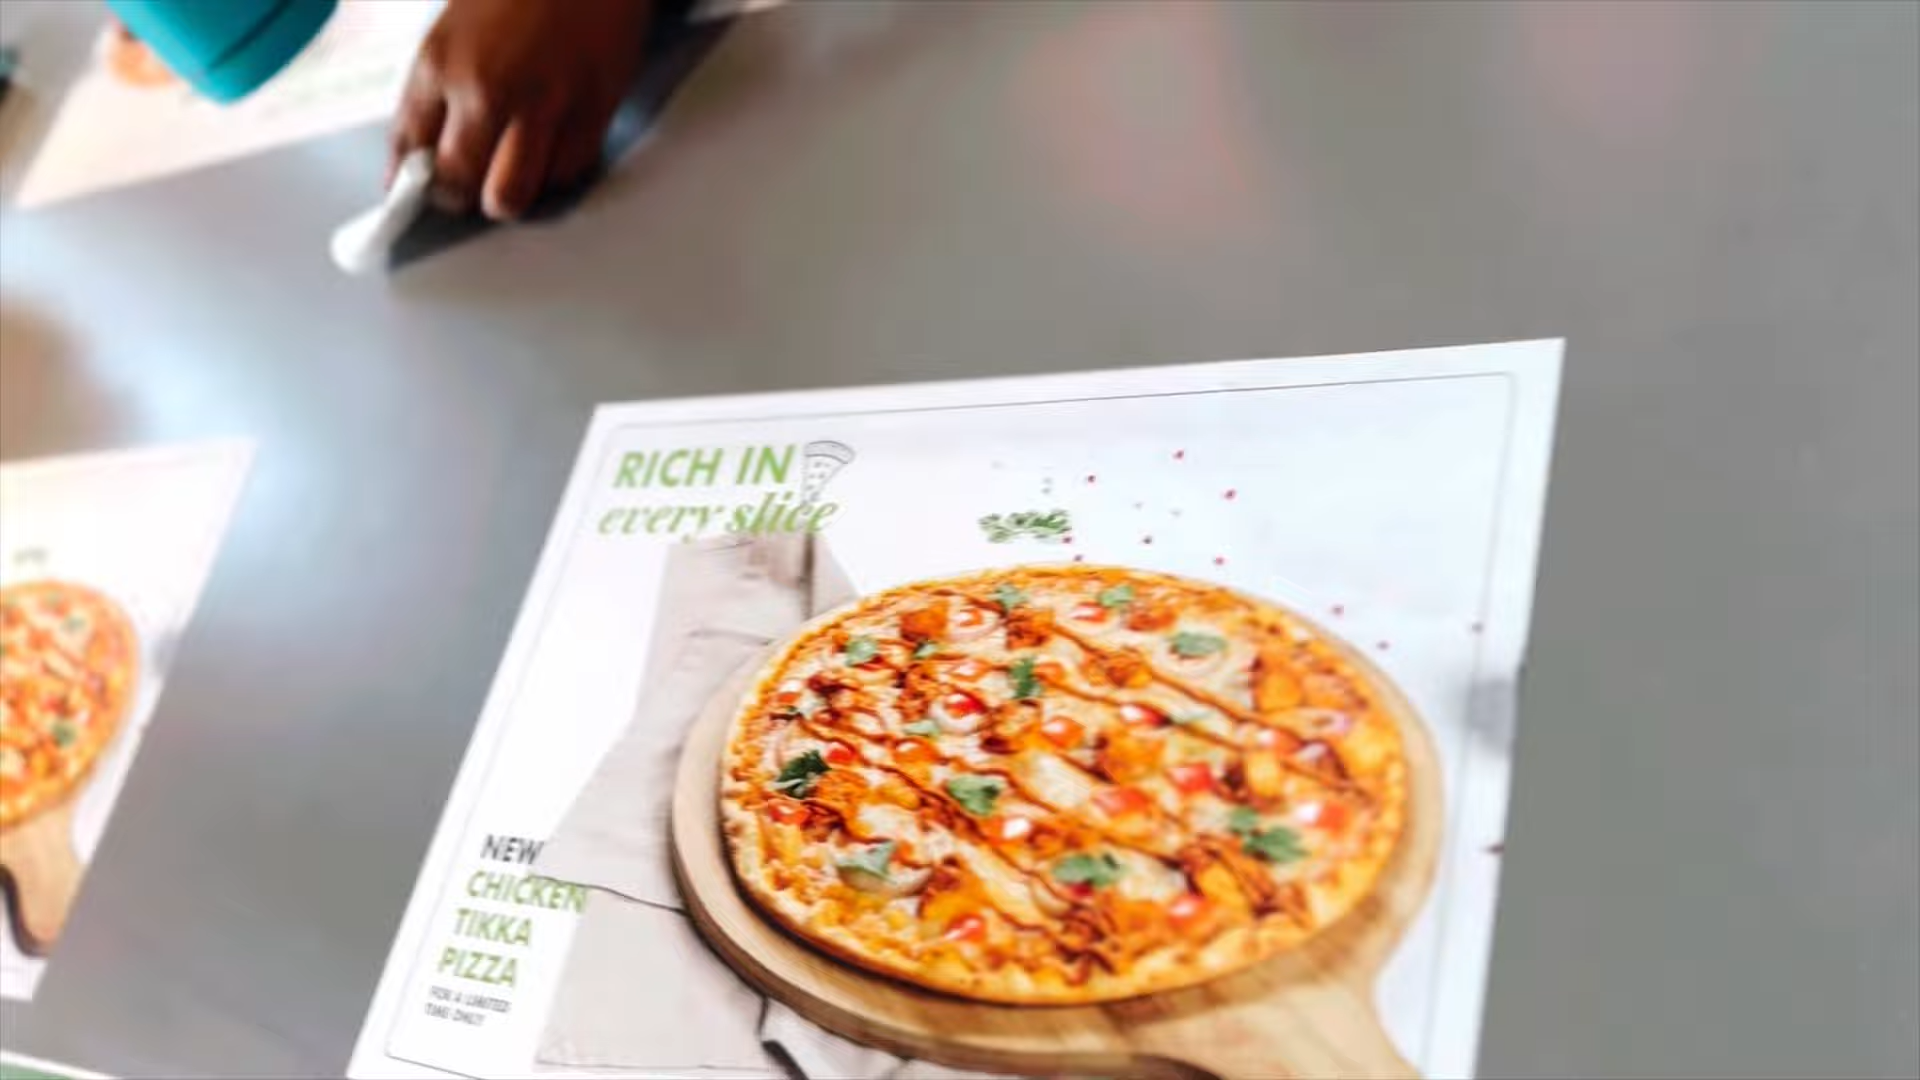 RICH IN
every slice
NEW
CHICKEN
TIKKA
PIZZA
FOR A LIMITED
TIME ONLY